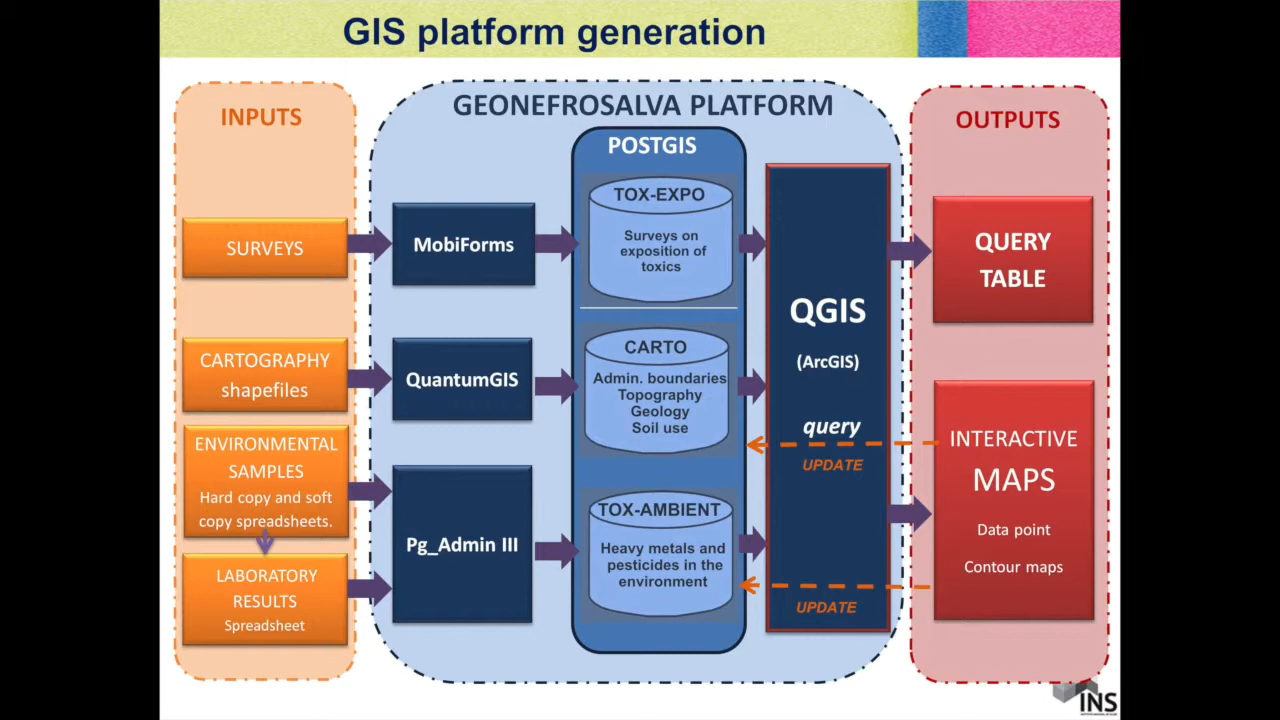 GIS platform generation
INPUTS
SURVEYS
CARTOGRAPHY
shapefiles
ENVIRONMENTAL
SAMPLES
Hard copy and soft
copy spreadsheets.
LABORATORY
RESULTS
Spreadsheet
GEONEFROSALVA PLATFORM
MobiForms
QuantumGIS
Pg_Admin III
POSTGIS
TOX-EXPO
Surveys on
exposition of
toxics
CARTO
Admin. boundaries
Topography
Geology
Soil use
TOX-AMBIENT
Heavy metals and
pesticides in the
environment
QGIS
(ArcGIS)
query
UPDATE
UPDATE
OUTPUTS
QUERY
TABLE
INTERACTIVE
MAPS
Data point
Contour maps
INS